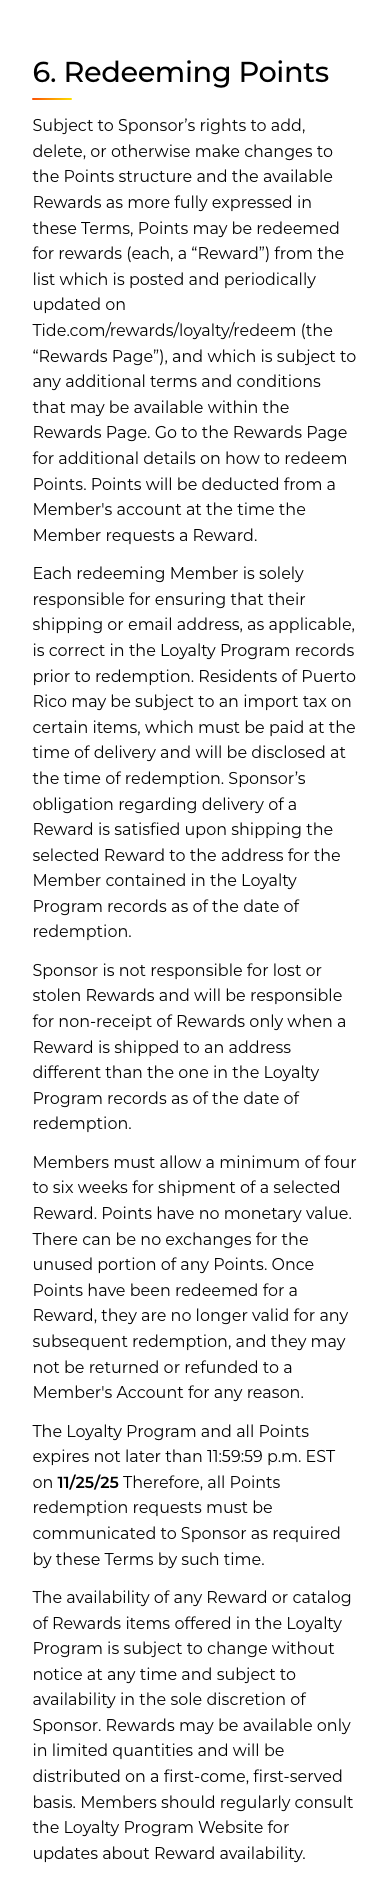 6. Redeeming Points
Subject to Sponsor’s rights to add,
delete, or otherwise make changes to
the Points structure and the available
Rewards as more fully expressed in
these Terms, Points may be redeemed
for rewards (each, a “Reward”) from the
list which is posted and periodically
updated on
Tide.com/rewards/loyalty/redeem (the
“Rewards Page”), and which is subject to
any additional terms and conditions
that may be available within the
Rewards Page. Go to the Rewards Page
for additional details on how to redeem
Points. Points will be deducted from a
Member's account at the time the
Member requests a Reward.
Each redeeming Member is solely
responsible for ensuring that their
shipping or email address, as applicable,
is correct in the Loyalty Program records
prior to redemption. Residents of Puerto
Rico may be subject to an import tax on
certain items, which must be paid at the
time of delivery and will be disclosed at
the time of redemption. Sponsor’s
obligation regarding delivery of a
Reward is satisfied upon shipping the
selected Reward to the address for the
Member contained in the Loyalty
Program records as of the date of
redemption.
Sponsor is not responsible for lost or
stolen Rewards and will be responsible
for non-receipt of Rewards only when a
Reward is shipped to an address
different than the one in the Loyalty
Program records as of the date of
redemption.
Members must allow a minimum of four
to six weeks for shipment of a selected
Reward. Points have no monetary value.
There can be no exchanges for the
unused portion of any Points. Once
Points have been redeemed for a
Reward, they are no longer valid for any
subsequent redemption, and they may
not be returned or refunded to a
Member's Account for any reason.
The Loyalty Program and all Points
expires not later than 11:59:59 p.m. EST
on 11/25/25 Therefore, all Points
redemption requests must be
communicated to Sponsor as required
by these Terms by such time.
The availability of any Reward or catalog
of Rewards items offered in the Loyalty
Program is subject to change without
notice at any time and subject to
availability in the sole discretion of
Sponsor. Rewards may be available only
in limited quantities and will be
distributed on a first-come, first-served
basis. Members should regularly consult
the Loyalty Program Website for
updates about Reward availability.